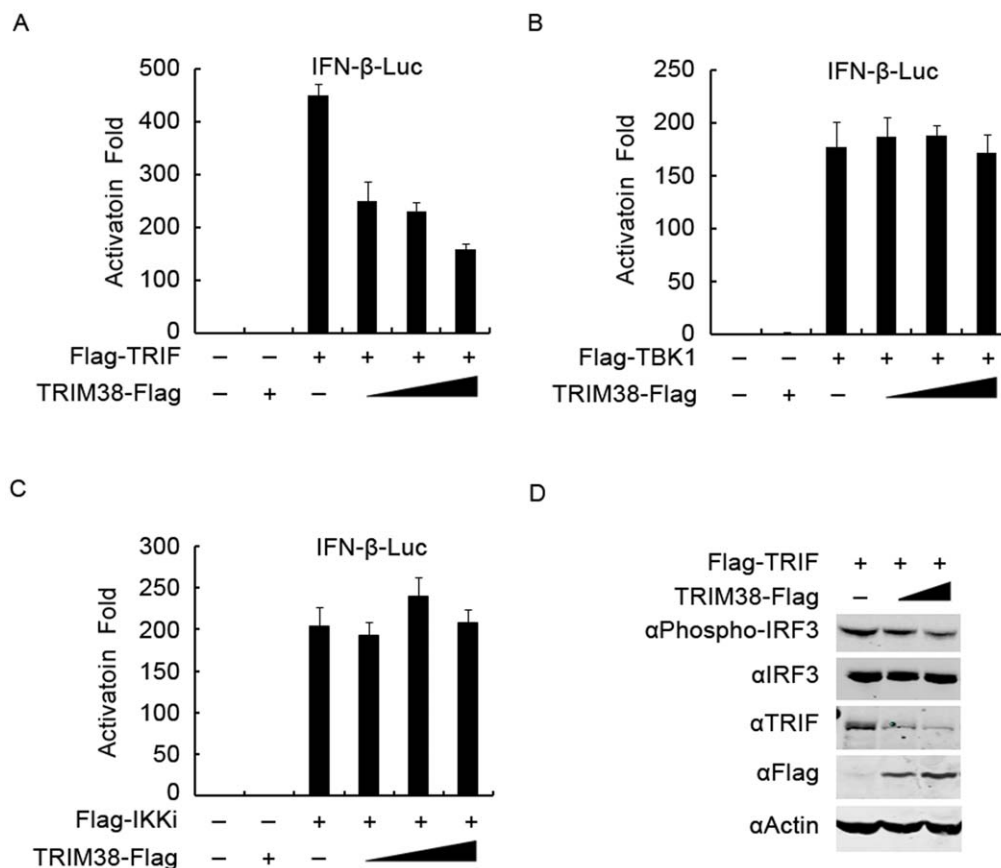 A
IFN-β-Luc
Activatoin Fold
500
400
300
200
100
0
Flag-TRIF – – + + + +
TRIM38-Flag – + –
B
IFN-β-Luc
Activatoin Fold
250
200
150
100
50
0
Flag-TBK1 – – + + + +
TRIM38-Flag – + –
C
IFN-β-Luc
Activatoin Fold
300
250
200
150
100
50
0
Flag-IKKi – – + + + +
TRIM38-Flag – + –
D
Flag-TRIF + + +
TRIM38-Flag –
αPhospho-IRF3
αIRF3
αTRIF
αFlag
αActin